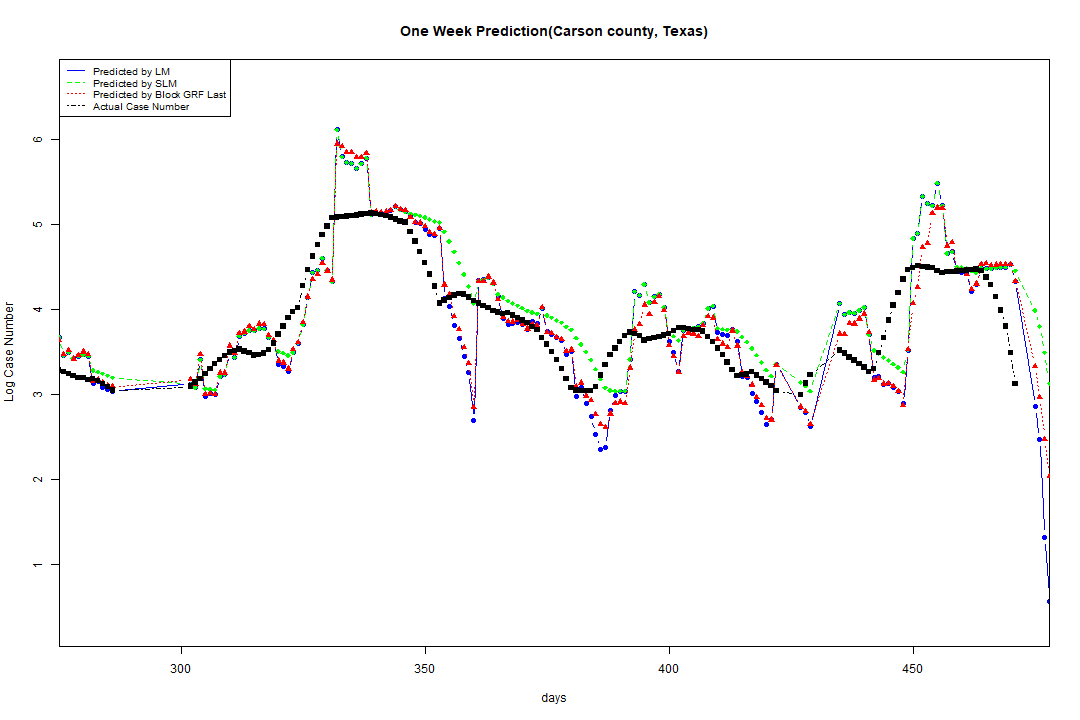 One Week Prediction(Carson county, Texas)
Predicted by LM
Predicted by SLM
Predicted by Block GRF Last
Actual Case Number
Log Case Number
6
5
4
3
2
1
300
350
400
450
days